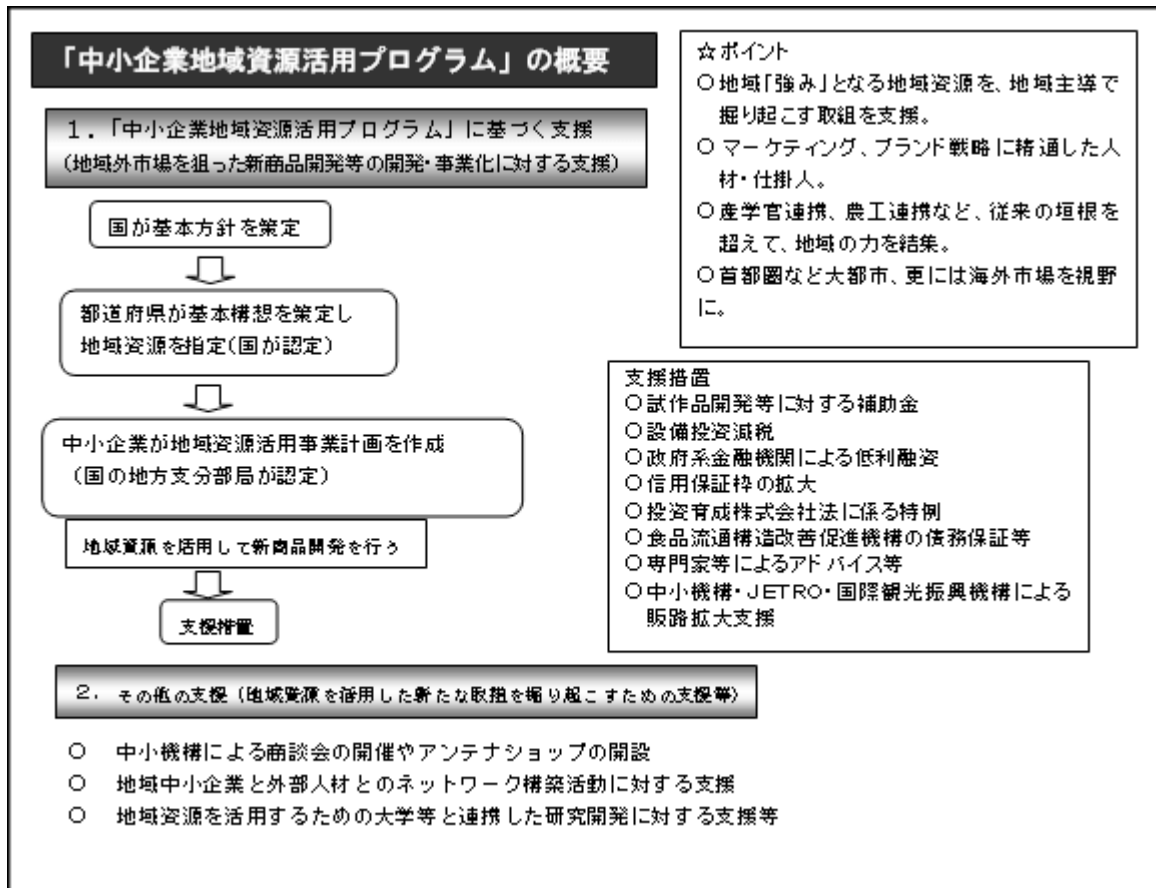 「中小企業地域資源活用プログラム」の概要
1．「中小企業地域資源活用プログラム」に基づく支援
(地域外市場を狙った新商品開発等の開発・事業化に対する支援)
国が基本方針を策定
都道府県が基本構想を策定し
地域資源を指定(国が認定)
中小企業が地域資源活用事業計画を作成
(国の地方支分部局が認定)
地域資源を活用して新商品開発を行う
支援措置
☆ポイント
○地域「強み」となる地域資源を、地域主導で
掘り起こす取組を支援。
○マーケティング、ブランド戦略に精通した人
材・仕掛人。
○産学官連携、農工連携など、従来の垣根を
超えて、地域の力を結集。
○首都圏など大都市、更には海外市場を視野
に。
支援措置
○試作品開発等に対する補助金
○設備投資減税
○政府系金融機関による低利融資
○信用保証枠の拡大
○投資育成株式会社法に係る特例
○食品流通構造改善促進機構の債務保証等
○専門家等によるアドバイス等
○中小機構・JETRO・国際観光振興機構による
販路拡大支援
2．その他の支援(地域資源を活用した新たな取組を掘り起こすための支援等)
○ 中小機構による商談会の開催やアンテナショップの開設
○ 地域中小企業と外部人材とのネットワーク構築活動に対する支援
○ 地域資源を活用するための大学等と連携した研究開発に対する支援等